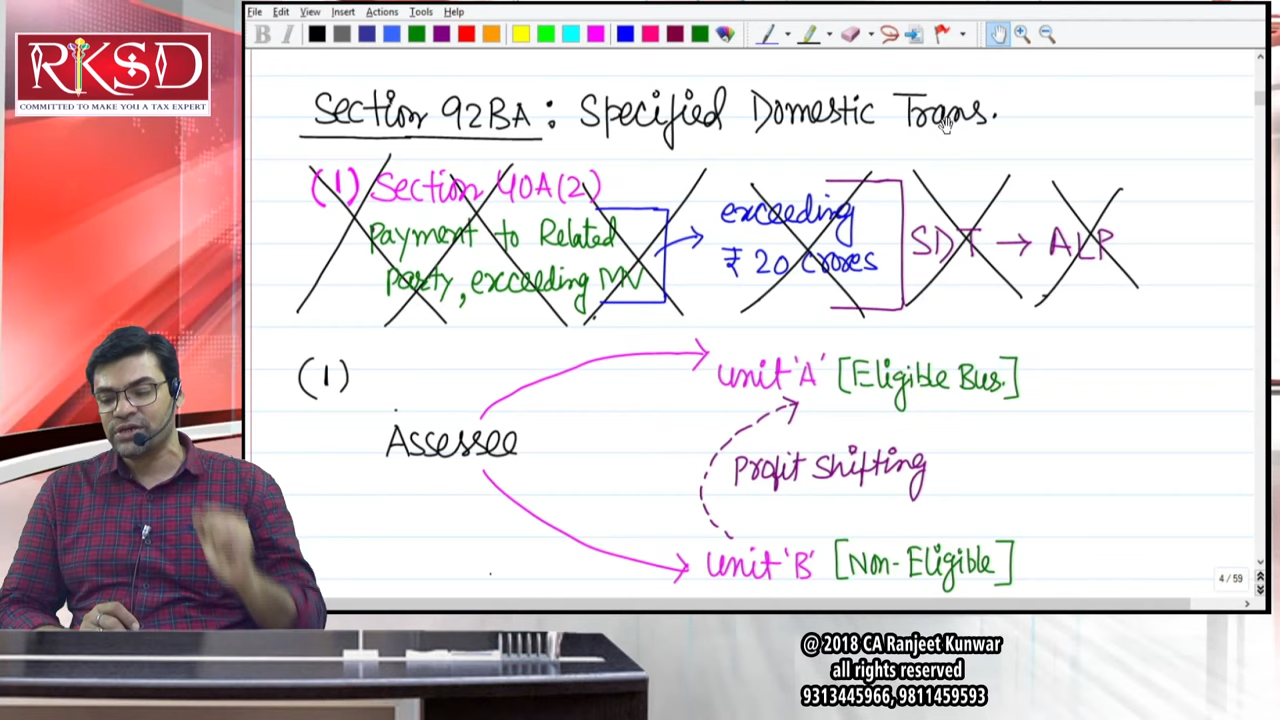 RKSD
COMMITTED TO MAKE YOU A TAX EXPERT
File Edit View Insert Actions Tools Help
B I
Section 92BA : Specified Domestic Trans.
(1) Section 40A(2)
Payment to Related
Party, exceeding MV
exceeding
₹ 20 Crores
SDT → ALP
(1)
Unit 'A' [Eligible Bus.]
Assessee
Profit Shifting
Unit 'B' [Non-Eligible]
4 / 59
@ 2018 CA Ranjeet Kunwar
all rights reserved
9313445966, 9811459593